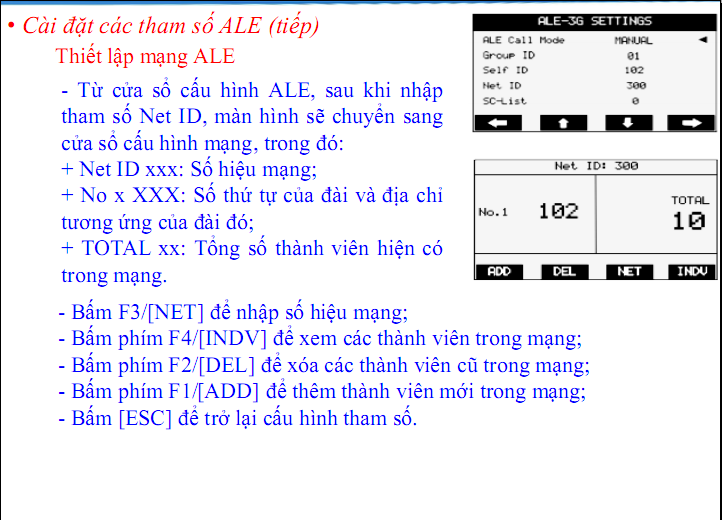 • Cài đặt các tham số ALE (tiếp)
Thiết lập mạng ALE
- Từ cửa sổ cấu hình ALE, sau khi nhập
tham số Net ID, màn hình sẽ chuyển sang
cửa sổ cấu hình mạng, trong đó:
+ Net ID xxx: Số hiệu mạng;
+ No x XXX: Số thứ tự của đài và địa chỉ
tương ứng của đài đó;
+ TOTAL xx: Tổng số thành viên hiện có
trong mạng.
- Bấm F3/[NET] để nhập số hiệu mạng;
- Bấm phím F4/[INDV] để xem các thành viên trong mạng;
- Bấm phím F2/[DEL] để xóa các thành viên cũ trong mạng;
- Bấm phím F1/[ADD] để thêm thành viên mới trong mạng;
- Bấm [ESC] để trở lại cấu hình tham số.
ALE-3G SETTINGS
ALE Call Mode MANUAL ◄
Group ID 01
Self ID 102
Net ID 300
SC-List 0
← ↑ ↓ →
Net ID: 300
No.1 102 TOTAL
10
ADD DEL NET INDV